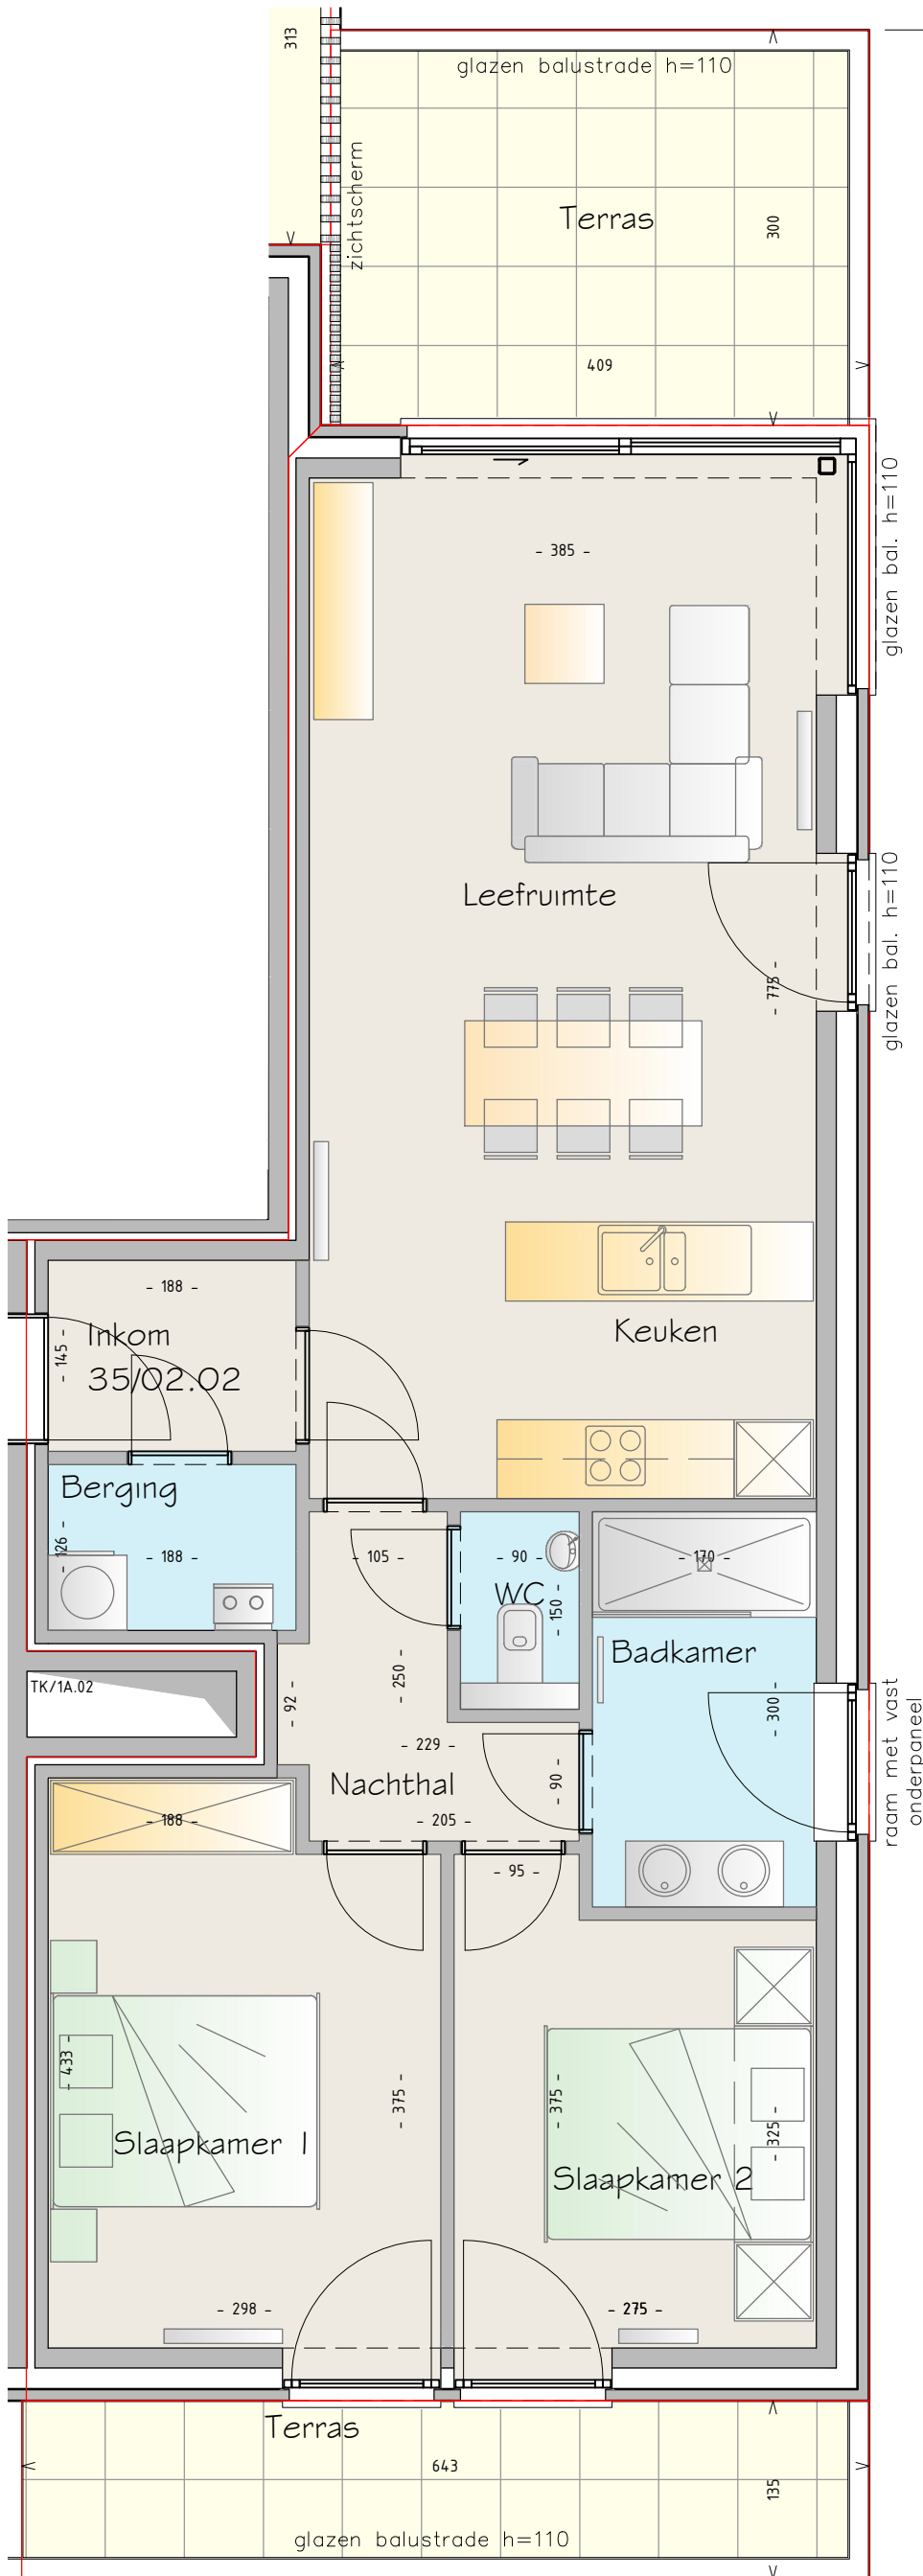 313
glazen balustrade h=110
zichtscherm
Terras
300
409
glazen bal. h=110
- 385 -
Leefruimte
glazen bal. h=110
- 775 -
- 188 -
Inkom
35/02.02
- 145 -
Keuken
Berging
- 126 -
- 188 -
- 105 -
- 90 -
WC
- 150 -
- 170 -
Badkamer
TK/1A.02
- 92 -
- 250 -
- 300 -
raam met vast
onderpaneel
- 229 -
Nachthal
- 90 -
- 188 -
- 205 -
- 95 -
- 433 -
- 375 -
- 375 -
- 325 -
Slaapkamer 1
Slaapkamer 2
- 298 -
- 275 -
Terras
643
135
glazen balustrade h=110